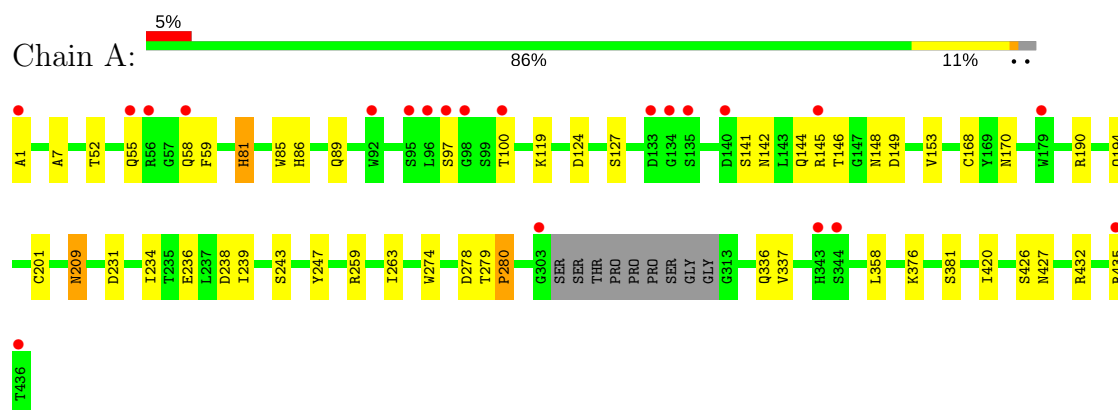 5%
Chain A:
86% 11% • •
A1 A7 T52 Q55 R56 G57 Q58 F59 H81 W85 H86 Q89 W92 S95 L96 S97 G98 S99 T100 K119 D124 S127 D133 G134 S135 D140 S141 N142 L143 Q144 R145 T146 G147 N148 D149 V153 C168 Y169 N170 W179 R190
C201 N209 D231 I234 T235 E236 L237 D238 I239 S243 Y247 R259 I263 W274 D278 T279 P280 G303 SER SER THR PRO PRO PRO SER GLY GLY G313 Q336 V337 H343 S344 L358 K376 S381 I420 S426 N427 R432
T436